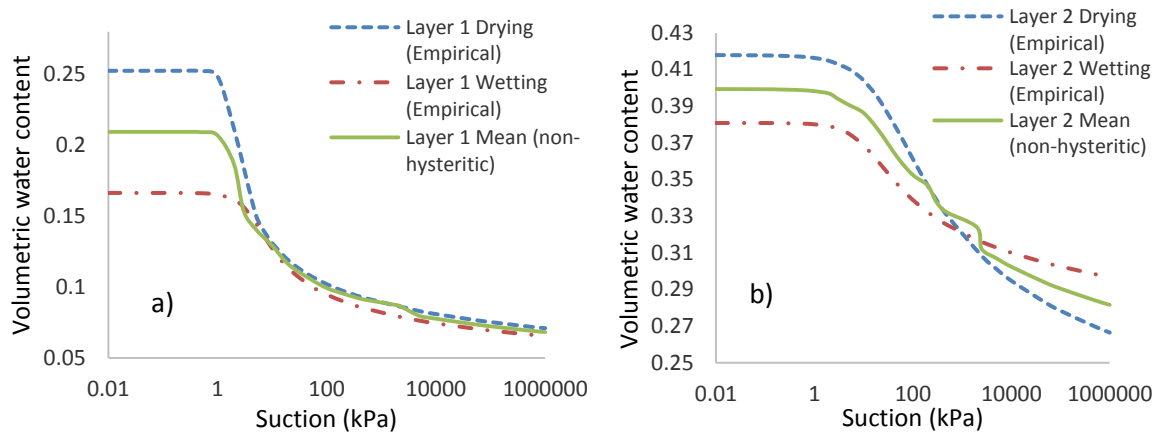 Volumetric water content
0.25
0.2
0.15
0.1
0.05
0.01
1
100
10000
1000000
Suction (kPa)
a)
Layer 1 Drying
(Empirical)
Layer 1 Wetting
(Empirical)
Layer 1 Mean (non-
hysteritic)
Volumetric water content
0.43
0.41
0.39
0.37
0.35
0.33
0.31
0.29
0.27
0.25
0.01
1
100
10000
1000000
Suction (kPa)
b)
Layer 2 Drying
(Empirical)
Layer 2 Wetting
(Empirical)
Layer 2 Mean
(non-hysteritic)